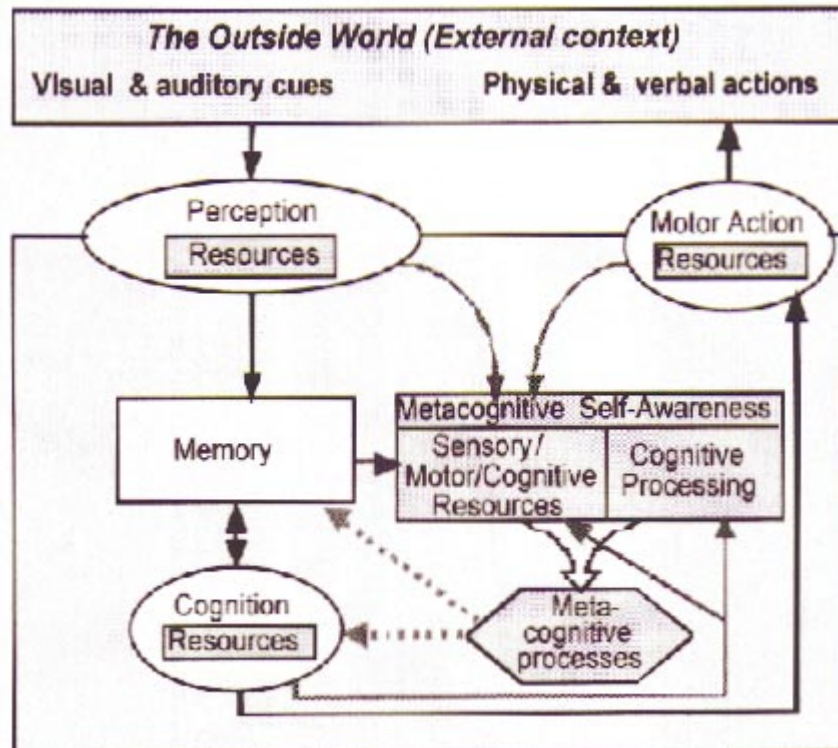 The Outside World (External context)
Visual & auditory cues
Physical & verbal actions
Perception
Resources
Motor Action
Resources
Memory
Metacognitive Self-Awareness
Sensory/
Motor/Cognitive
Resources
Cognitive
Processing
Cognition
Resources
Meta-
cognitive
processes